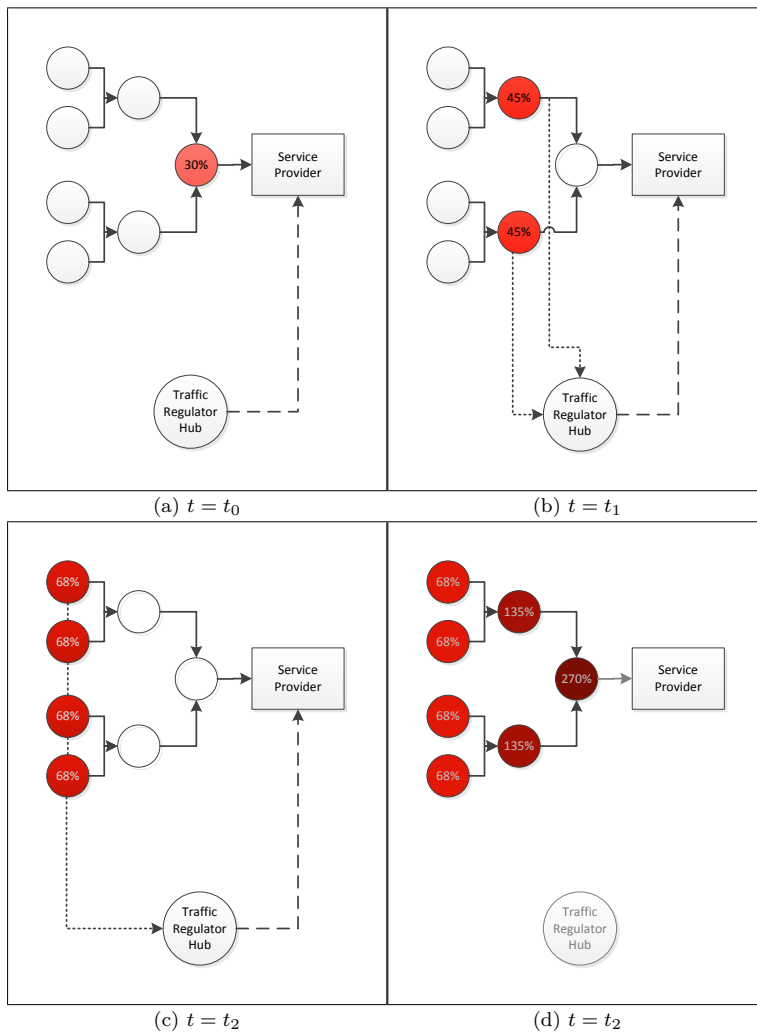 30%
Service
Provider
Traffic
Regulator
Hub
(a) t = t0
45%
45%
Service
Provider
Traffic
Regulator
Hub
(b) t = t1
68%
68%
68%
68%
Service
Provider
Traffic
Regulator
Hub
(c) t = t2
68%
68%
68%
68%
135%
135%
270%
Service
Provider
Traffic
Regulator
Hub
(d) t = t2